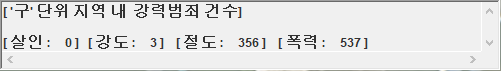 ['구' 단위 지역 내 강력범죄 건수]
[살인: 0] [강도: 3] [절도: 356] [폭력: 537]